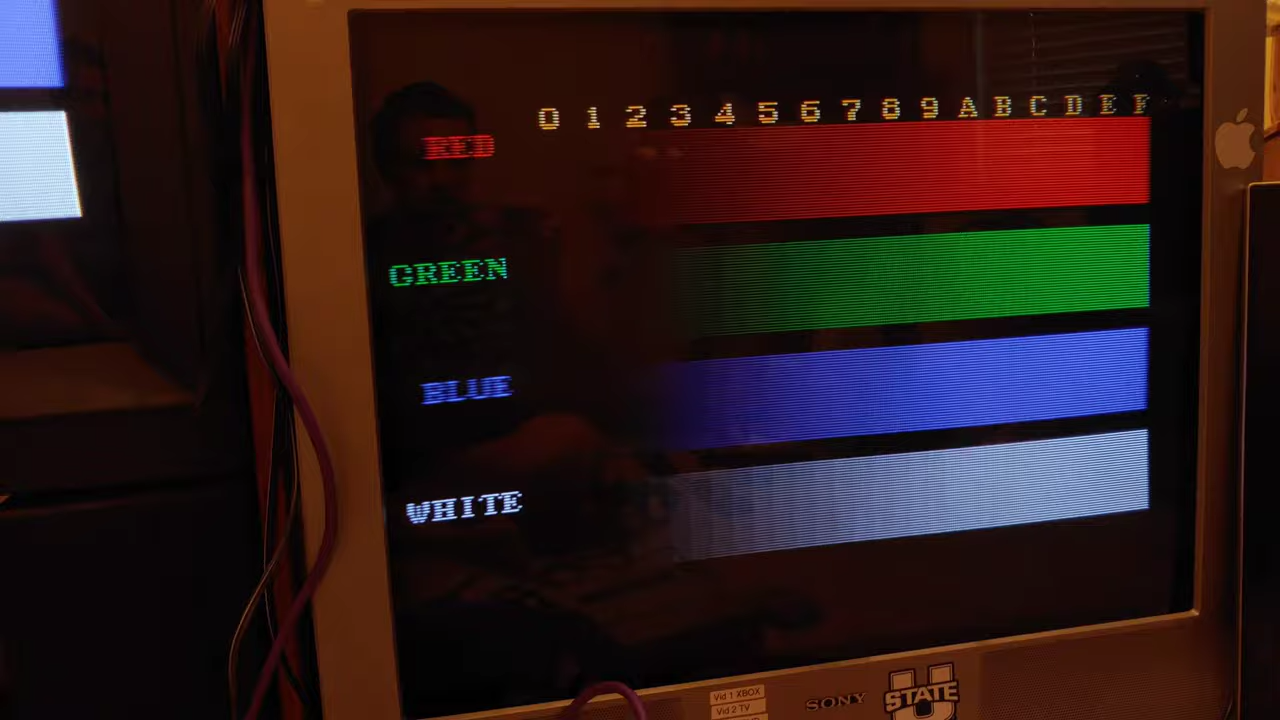 0 1 2 3 4 5 6 7 8 9 A B C D E F
RED
GREEN
BLUE
WHITE
Vid 1 XBOX
Vid 2 TV
SONY
U
STATE